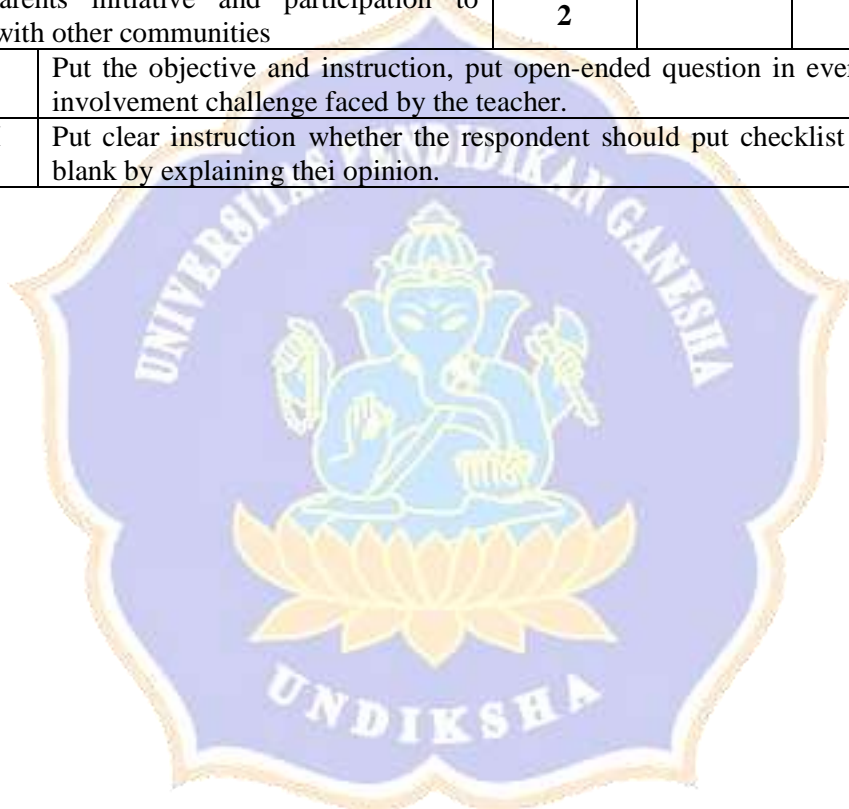 parents initiative and participation to
with other communities
2
Put the objective and instruction, put open-ended question in
involvement challenge faced by the teacher.
Put clear instruction whether the respondent should put checklist
blank by explaining thei opinion.
UNIVERSITAS PENDIDIKAN GANESHA
UNDIKSHA